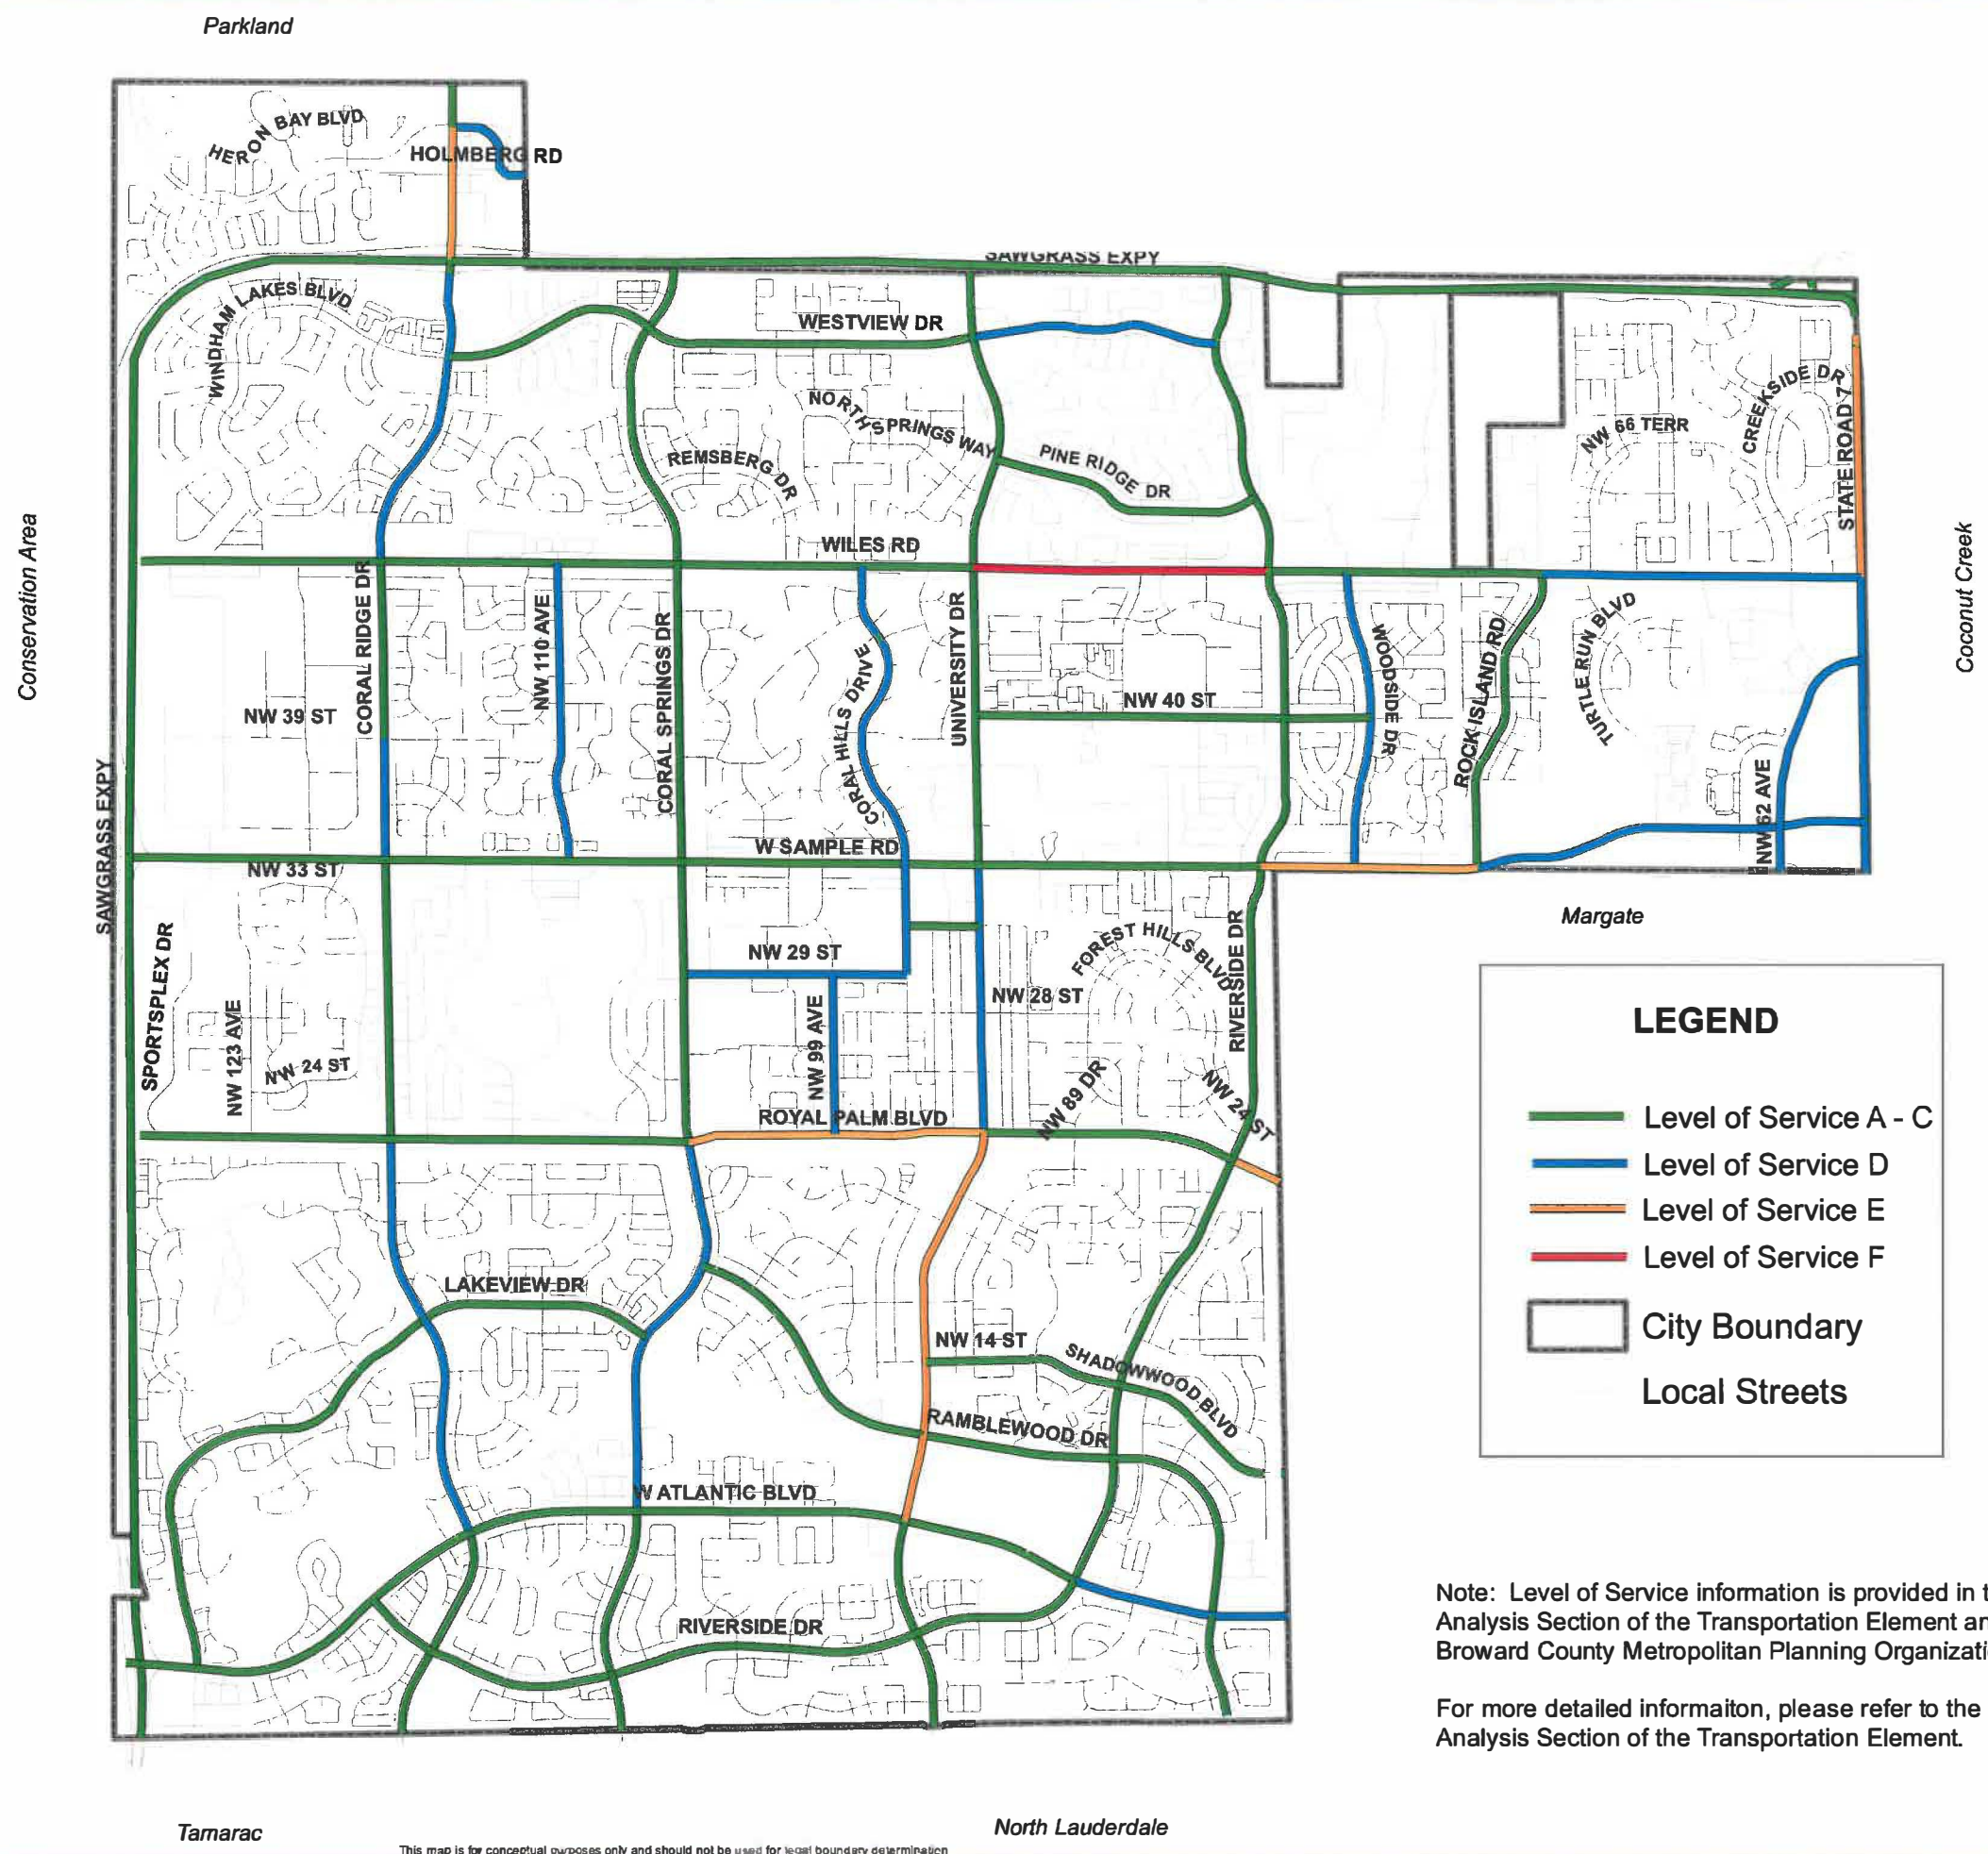 Parkland
HERON BAY BLVD
HOLMBERG RD
SAWGRASS EXPY
WINDHAM LAKES BLVD
WESTVIEW DR
NORTH SPRINGS WAY
PINE RIDGE DR
REMSBERG DR
NW 66 TERR
CREEKSIDE DR
STATE ROAD 7
WILES RD
Conservation Area
Coconut Creek
CORAL RIDGE DR
NW 110 AVE
CORAL SPRINGS DR
CORAL HILLS DRIVE
UNIVERSITY DR
NW 40 ST
WOODSIDE DR
ROCK ISLAND RD
TURTLE RUN BLVD
NW 39 ST
NW 62 AVE
SAWGRASS EXPY
W SAMPLE RD
NW 33 ST
Margate
SPORTSPLEX DR
NW 29 ST
FOREST HILLS BLVD
RIVERSIDE DR
NW 28 ST
NW 123 AVE
NW 24 ST
NW 99 AVE
NW 89 DR
NW 24 ST
ROYAL PALM BLVD
LEGEND
Level of Service A - C
Level of Service D
Level of Service E
Level of Service F
City Boundary
Local Streets
LAKEVIEW DR
NW 14 ST
SHADOWWOOD BLVD
RAMBLEWOOD DR
W ATLANTIC BLVD
RIVERSIDE DR
Note: Level of Service information is provided in
Analysis Section of the Transportation Element
Broward County Metropolitan Planning
For more detailed informaiton, please refer to the
Analysis Section of the Transportation Element.
Tamarac
North Lauderdale
This map is for conceptual purposes only and should not be used for legal boundary determination